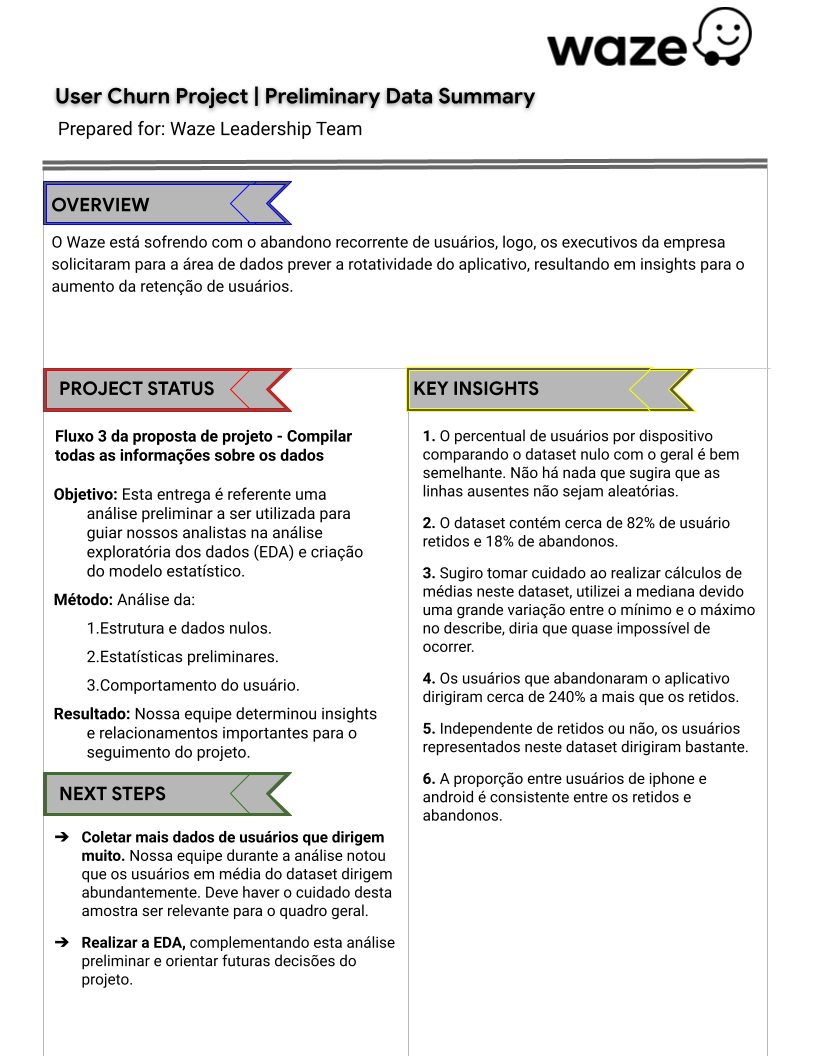 waze
User Churn Project | Preliminary Data Summary
Prepared for: Waze Leadership Team
OVERVIEW
O Waze está sofrendo com o abandono recorrente de usuários, logo, os executivos da empresa
solicitaram para a área de dados prever a rotatividade do aplicativo, resultando em insights para o
aumento da retenção de usuários.
PROJECT STATUS
Fluxo 3 da proposta de projeto - Compilar
todas as informações sobre os dados
Objetivo: Esta entrega é referente uma
análise preliminar a ser utilizada para
guiar nossos analistas na análise
exploratória dos dados (EDA) e criação
do modelo estatístico.
Método: Análise da:
1.Estrutura e dados nulos.
2.Estatísticas preliminares.
3.Comportamento do usuário.
Resultado: Nossa equipe determinou insights
e relacionamentos importantes para o
seguimento do projeto.
NEXT STEPS
➔ Coletar mais dados de usuários que dirigem
muito. Nossa equipe durante a análise notou
que os usuários em média do dataset dirigem
abundantemente. Deve haver o cuidado desta
amostra ser relevante para o quadro geral.
➔ Realizar a EDA, complementando esta análise
preliminar e orientar futuras decisões do
projeto.
KEY INSIGHTS
1. O percentual de usuários por dispositivo
comparando o dataset nulo com o geral é bem
semelhante. Não há nada que sugira que as
linhas ausentes não sejam aleatórias.
2. O dataset contém cerca de 82% de usuário
retidos e 18% de abandonos.
3. Sugiro tomar cuidado ao realizar cálculos de
médias neste dataset, utilizei a mediana devido
uma grande variação entre o mínimo e o máximo
no describe, diria que quase impossível de
ocorrer.
4. Os usuários que abandonaram o aplicativo
dirigiram cerca de 240% a mais que os retidos.
5. Independente de retidos ou não, os usuários
representados neste dataset dirigiram bastante.
6. A proporção entre usuários de iphone e
android é consistente entre os retidos e
abandonos.